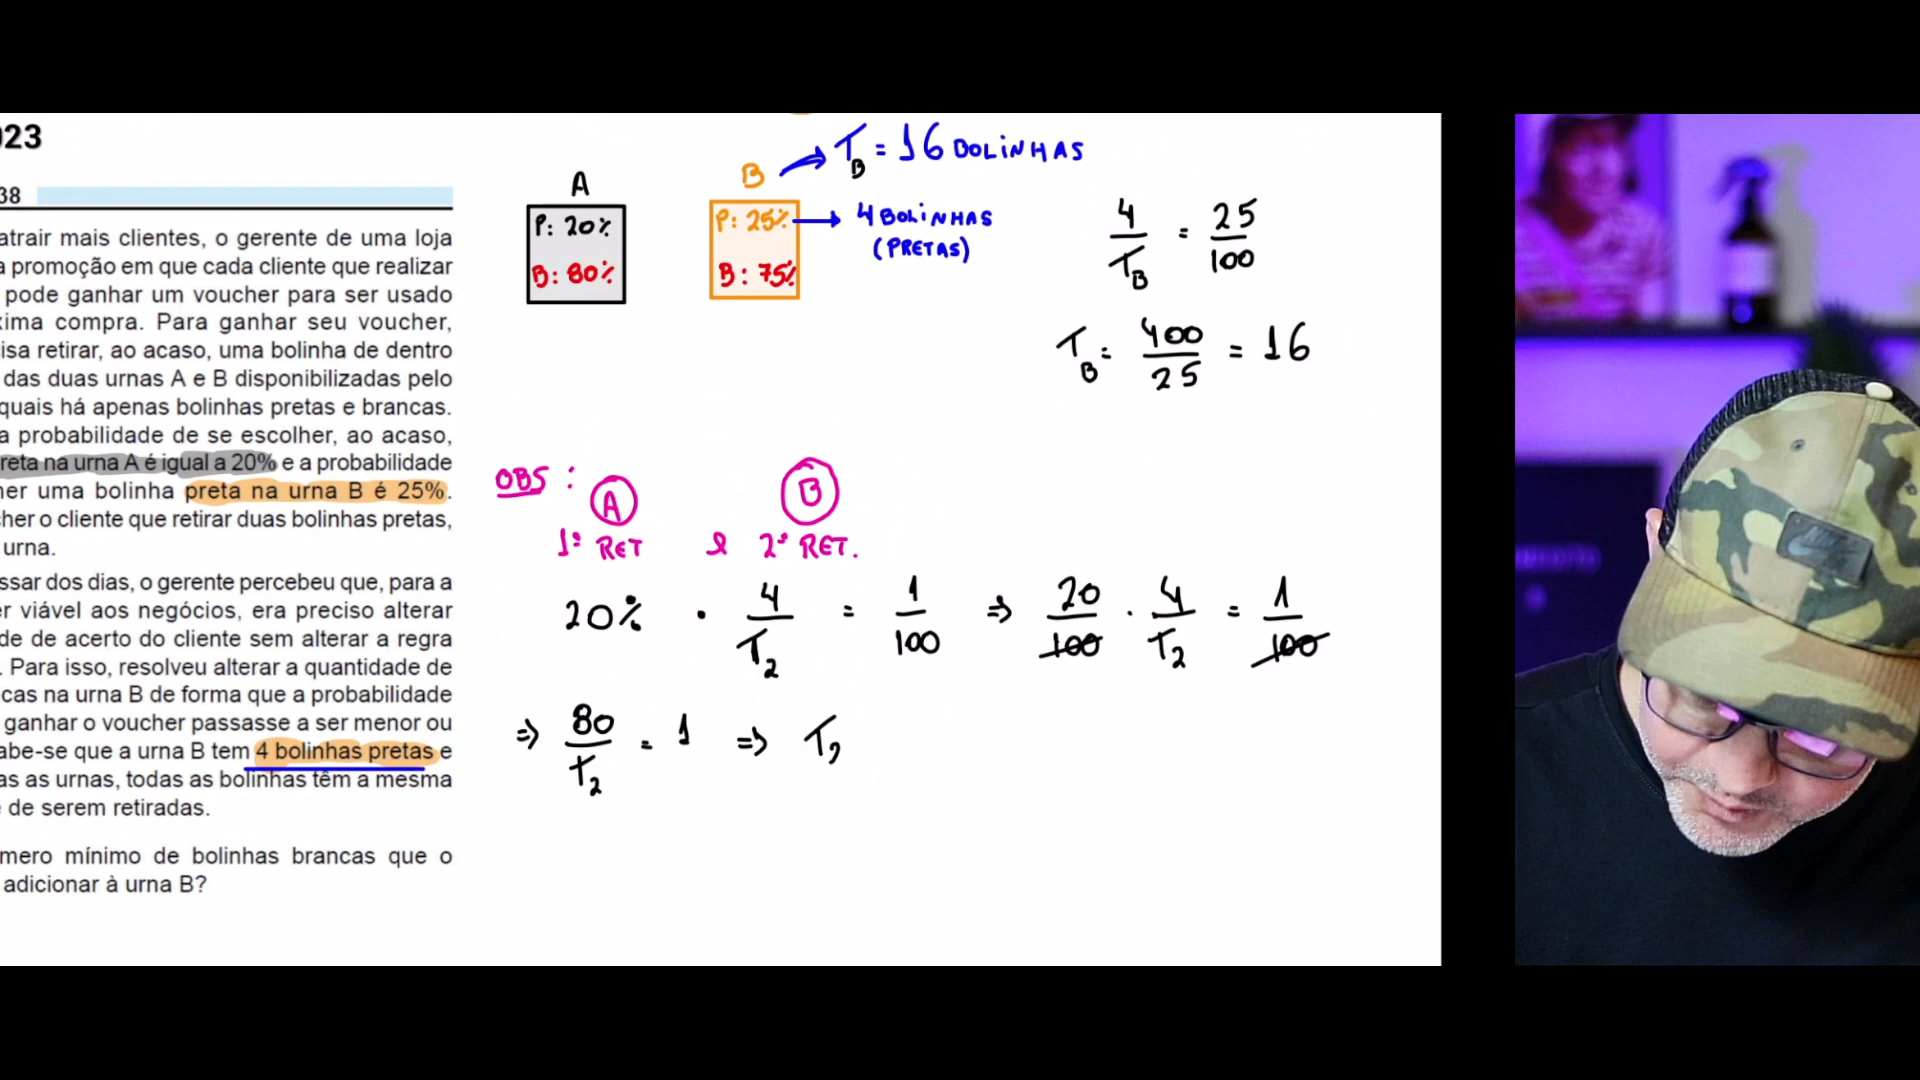 023
38
atrair mais clientes, o gerente de uma loja
a promoção em que cada cliente que realizar
pode ganhar um voucher para ser usado
xima compra. Para ganhar seu voucher,
isa retirar, ao acaso, uma bolinha de dentro
das duas urnas A e B disponibilizadas pelo
quais há apenas bolinhas pretas e brancas.
a probabilidade de se escolher, ao acaso,
reta na urna A é igual a 20% e a probabilidade
her uma bolinha preta na urna B é 25%.
cher o cliente que retirar duas bolinhas pretas,
urna.
ssar dos dias, o gerente percebeu que, para a
er viável aos negócios, era preciso alterar
de de acerto do cliente sem alterar a regra
. Para isso, resolveu alterar a quantidade de
cas na urna B de forma que a probabilidade
ganhar o voucher passasse a ser menor ou
abe-se que a urna B tem 4 bolinhas pretas e
as as urnas, todas as bolinhas têm a mesma
e de serem retiradas.
mero mínimo de bolinhas brancas que o
adicionar à urna B?
A
P: 20%
B: 80%
B
P: 25%
B: 75%
T_B = 16 BOLINHAS
4 BOLINHAS
(PRETAS)
4/T_B = 25/100
T_B = 400/25 = 16
OBS:
A B
1ª RET e 2ª RET.
20% · 4/T_2 = 1/100 ⇒ 20/100 · 4/T_2 = 1/100
⇒ 80/T_2 = 1 ⇒ T_2